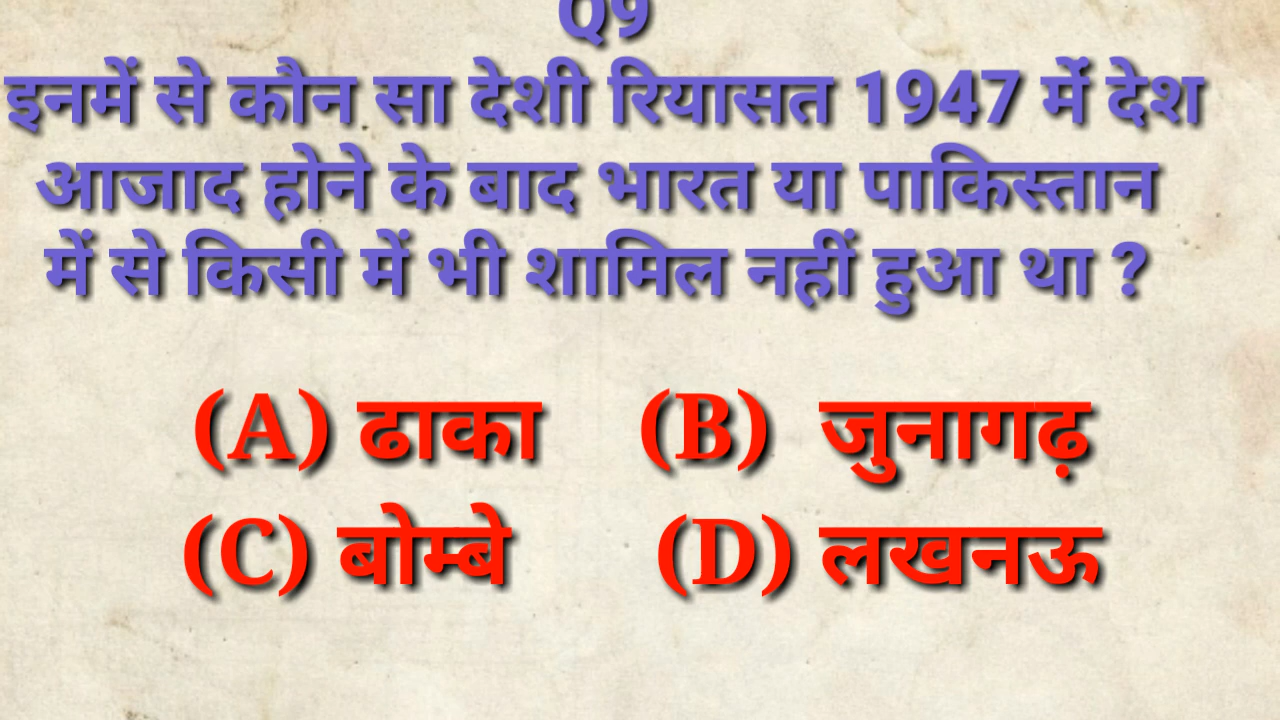 Q9
इनमें से कौन सा देशी रियासत 1947 में देश
आजाद होने के बाद भारत या पाकिस्तान
में से किसी में भी शामिल नहीं हुआ था ?
(A) ढाका (B) जुनागढ़
(C) बोम्बे (D) लखनऊ